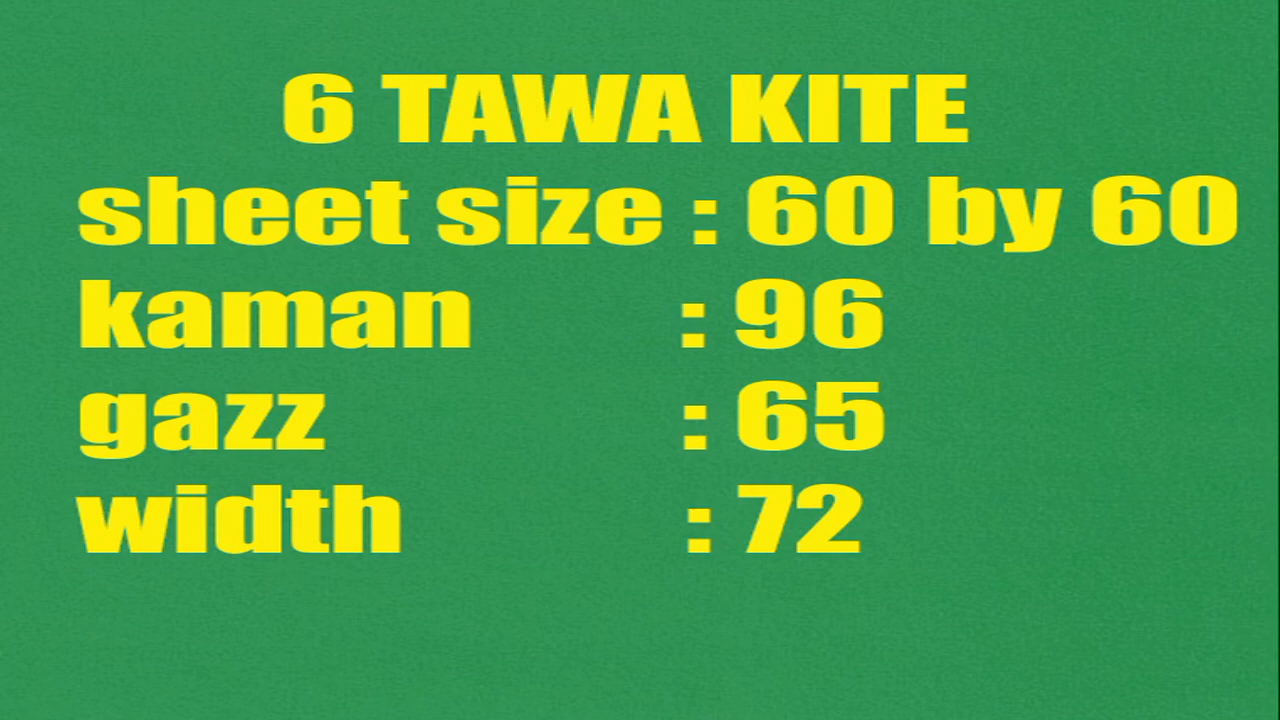 6 TAWA KITE
sheet size : 60 by 60
kaman : 96
gazz : 65
width : 72